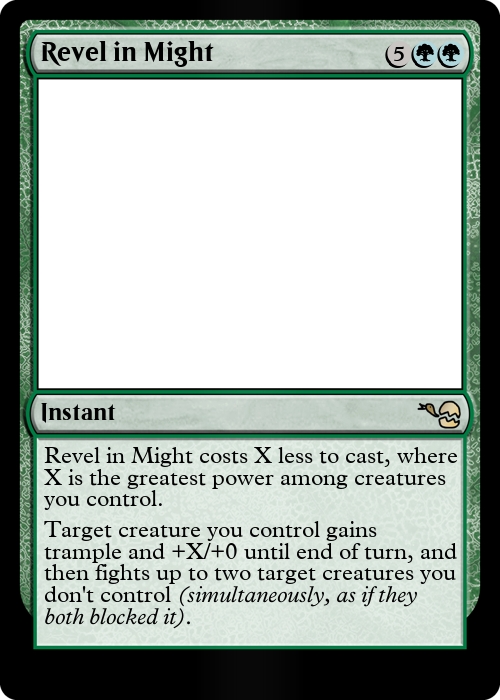 Revel in Might 5
Instant
Revel in Might costs X less to cast, where
X is the greatest power among creatures
you control.
Target creature you control gains
trample and +X/+0 until end of turn, and
then fights up to two target creatures you
don't control (simultaneously, as if they
both blocked it).